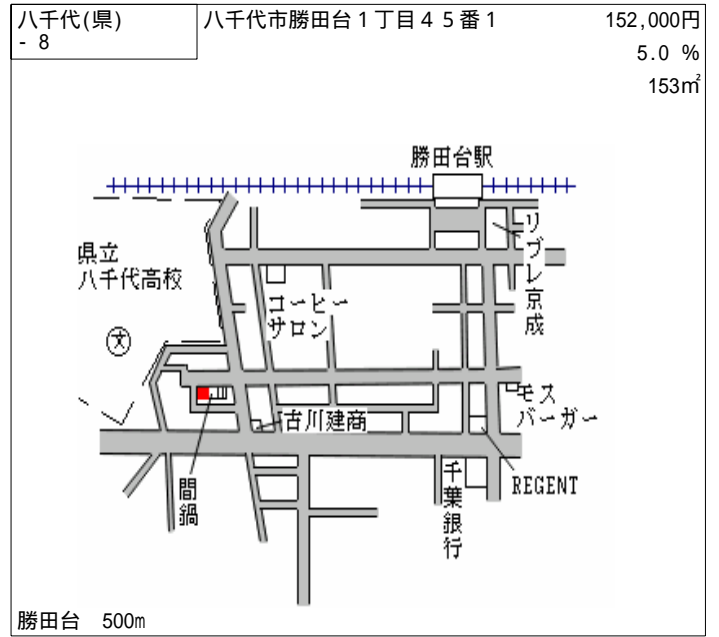 八千代(県)
- 8
八千代市勝田台１丁目４５番１
152,000円
5.0 %
153㎡
勝田台駅
リブレ京成
県立
八千代高校
コーヒー
サロン
文
モス
バーガー
古川建商
間鍋
千葉銀行
REGENT
勝田台 500m